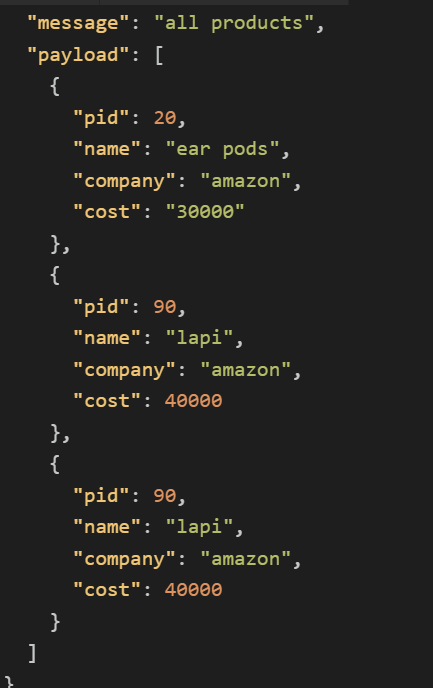 "message": "all products",
"payload": [
{
"pid": 20,
"name": "ear pods",
"company": "amazon",
"cost": "30000"
},
{
"pid": 90,
"name": "lapi",
"company": "amazon",
"cost": 40000
},
{
"pid": 90,
"name": "lapi",
"company": "amazon",
"cost": 40000
}
]
}